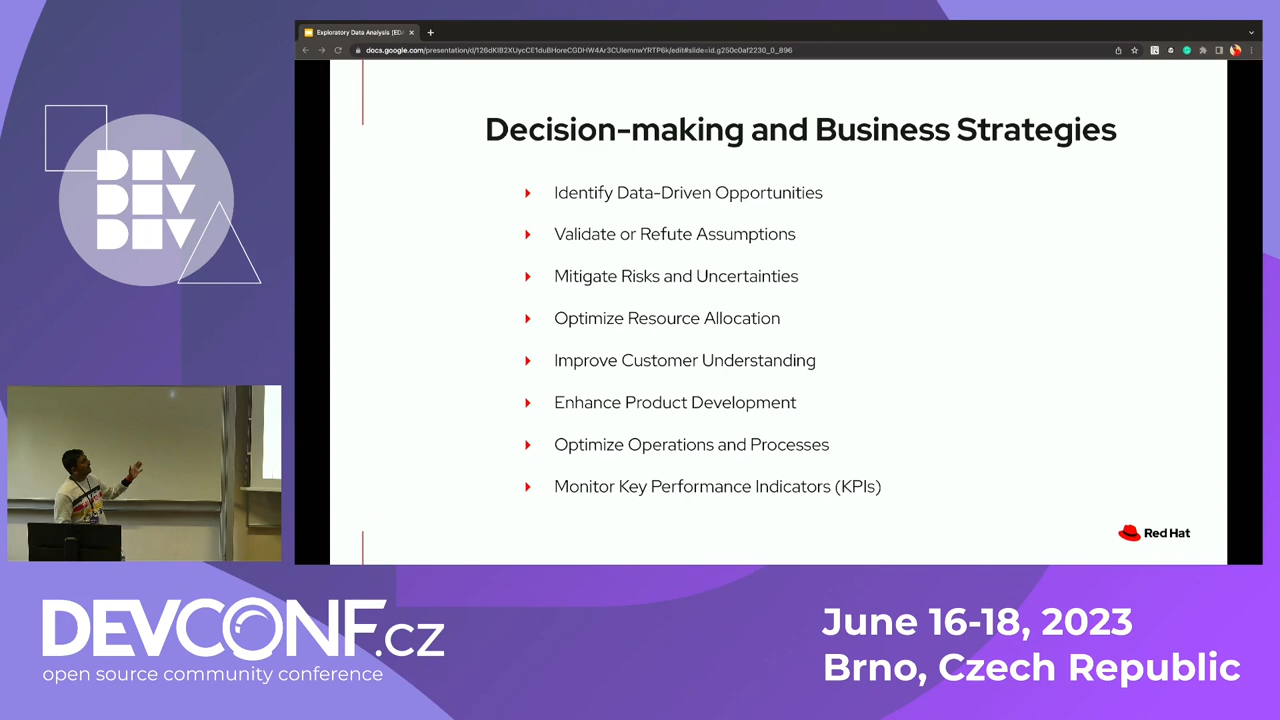 Exploratory Data Analysis [ED
docs.google.com/presentation/d/126dKIB2XUycCE1duBHoreCGDHW4Ar3CUlemnwYRTP6k/edit#slide=id.g250c0af2230_0_896
DEV
DEV
DEV
Decision-making and Business Strategies
Identify Data-Driven Opportunities
Validate or Refute Assumptions
Mitigate Risks and Uncertainties
Optimize Resource Allocation
Improve Customer Understanding
Enhance Product Development
Optimize Operations and Processes
Monitor Key Performance Indicators (KPIs)
Red Hat
DEVCONF.cz
open source community conference
June 16-18, 2023
Brno, Czech Republic